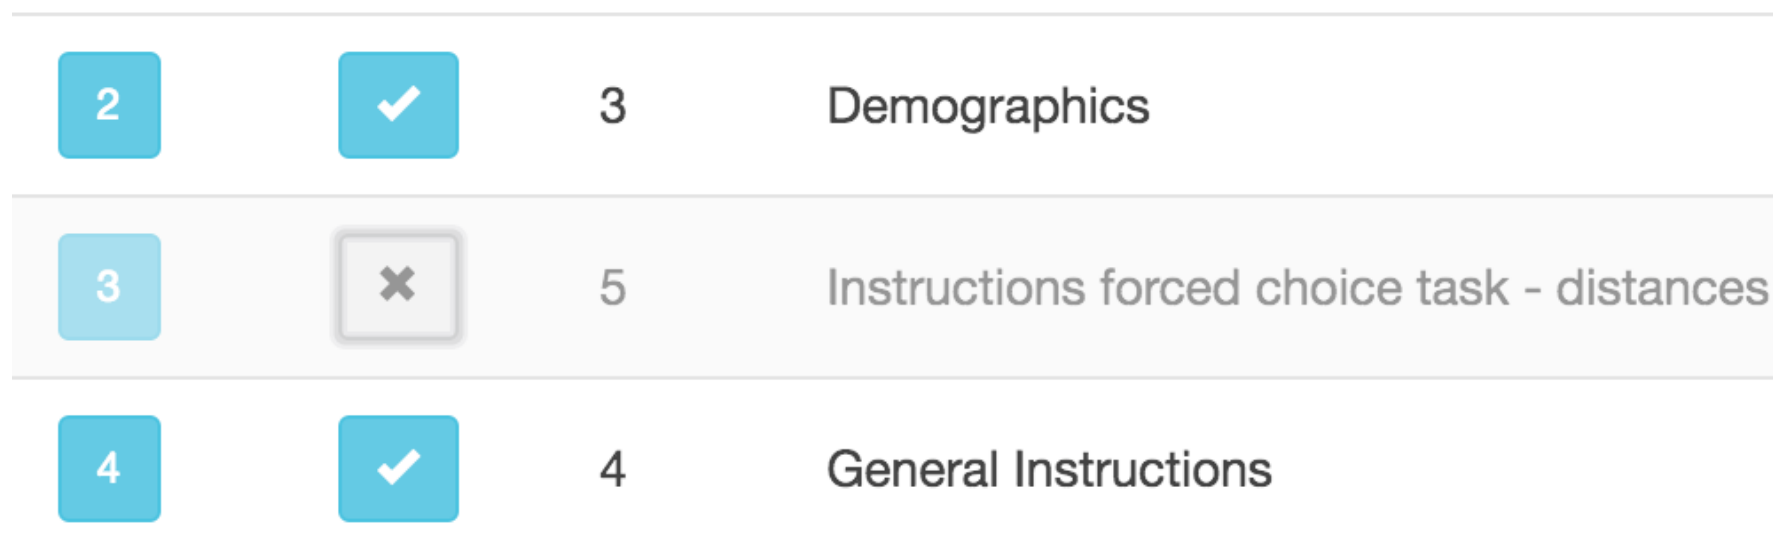 2 3 Demographics
3 5 Instructions forced choice task - distances
4 4 General Instructions